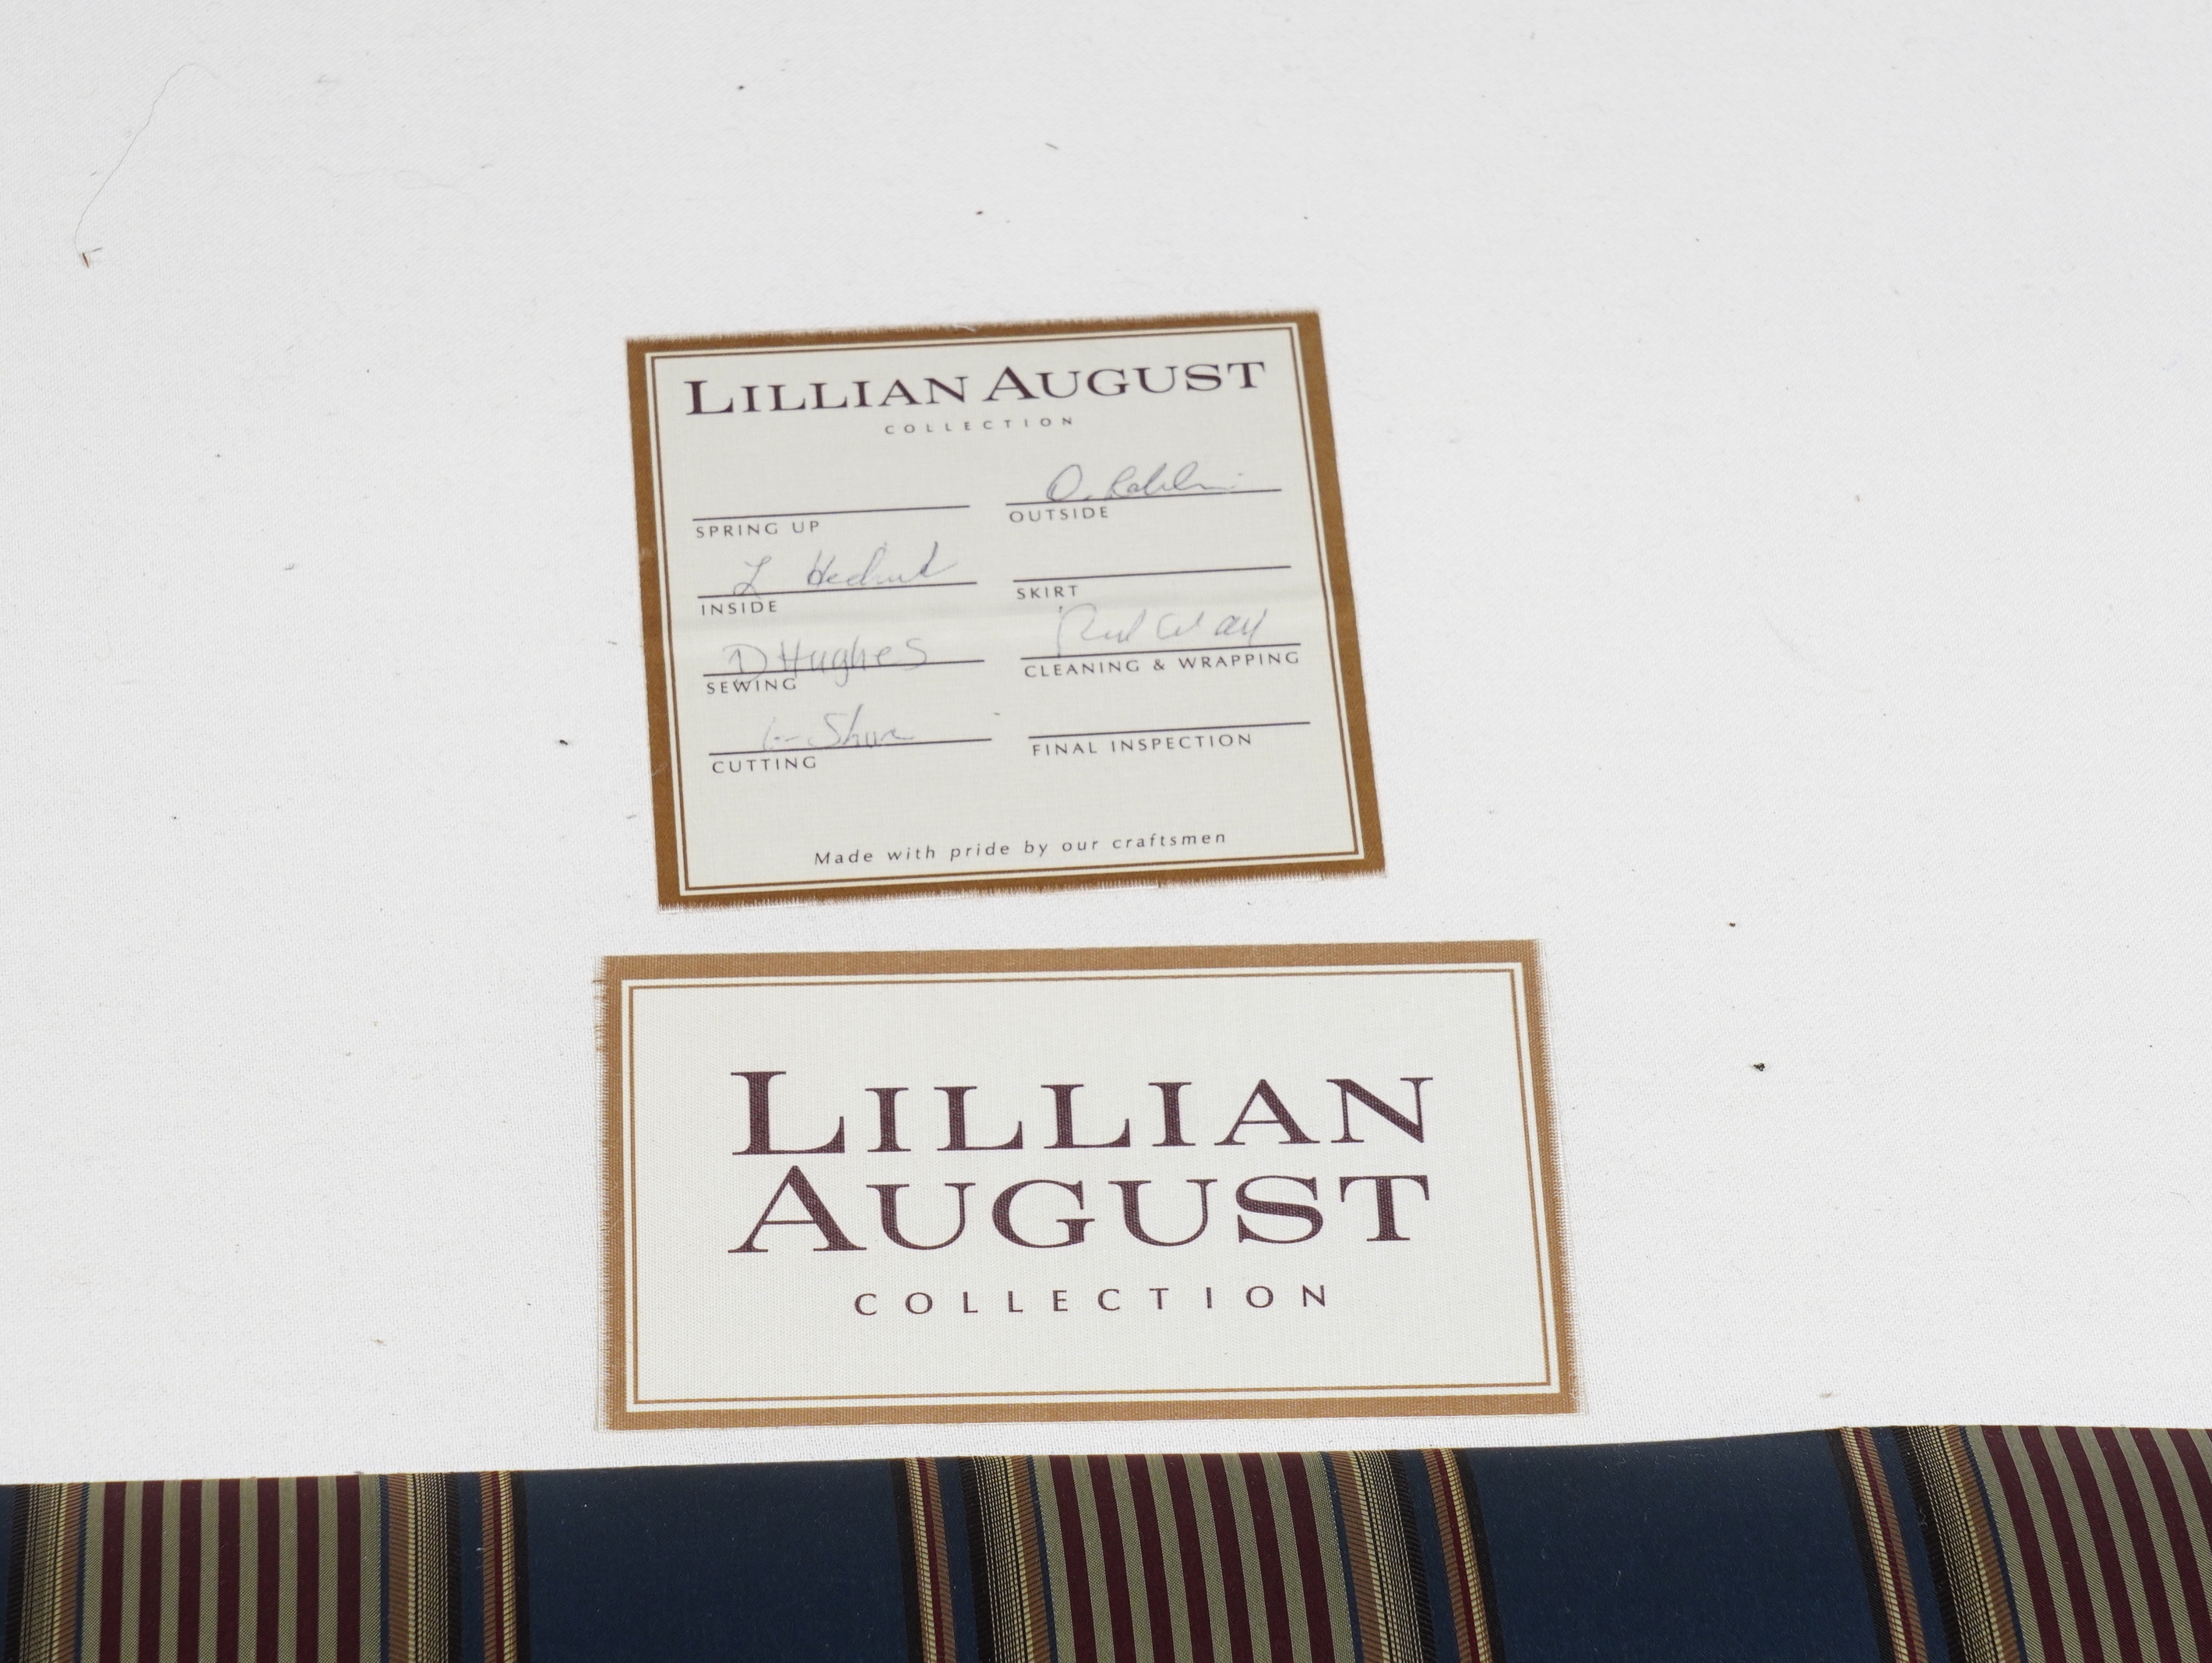 LILLIAN AUGUST
COLLECTION
SPRING UP
OUTSIDE
L
INSIDE
SKIRT
D Hughes
SEWING
CLEANING & WRAPPING
CUTTING
FINAL INSPECTION
Made with pride by our craftsmen
LILLIAN
AUGUST
COLLECTION